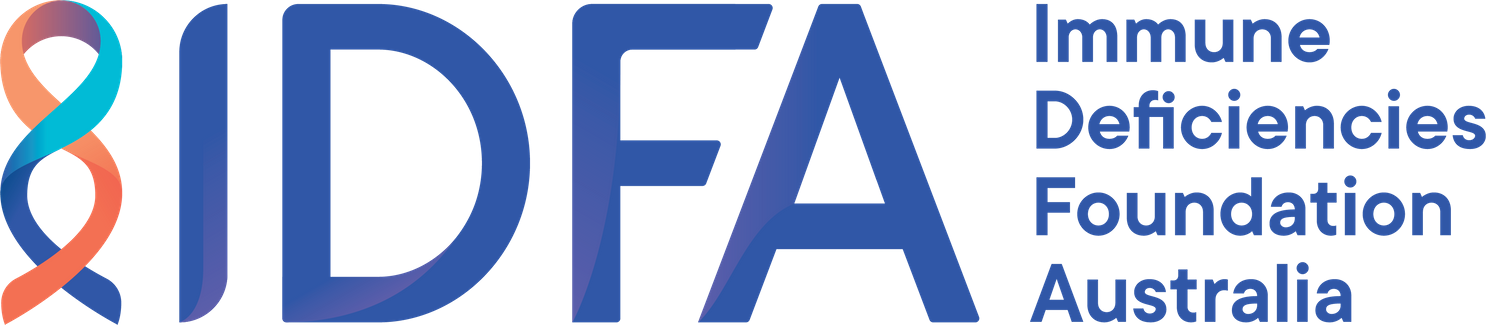 IDFA
Immune
Deficiencies
Foundation
Australia